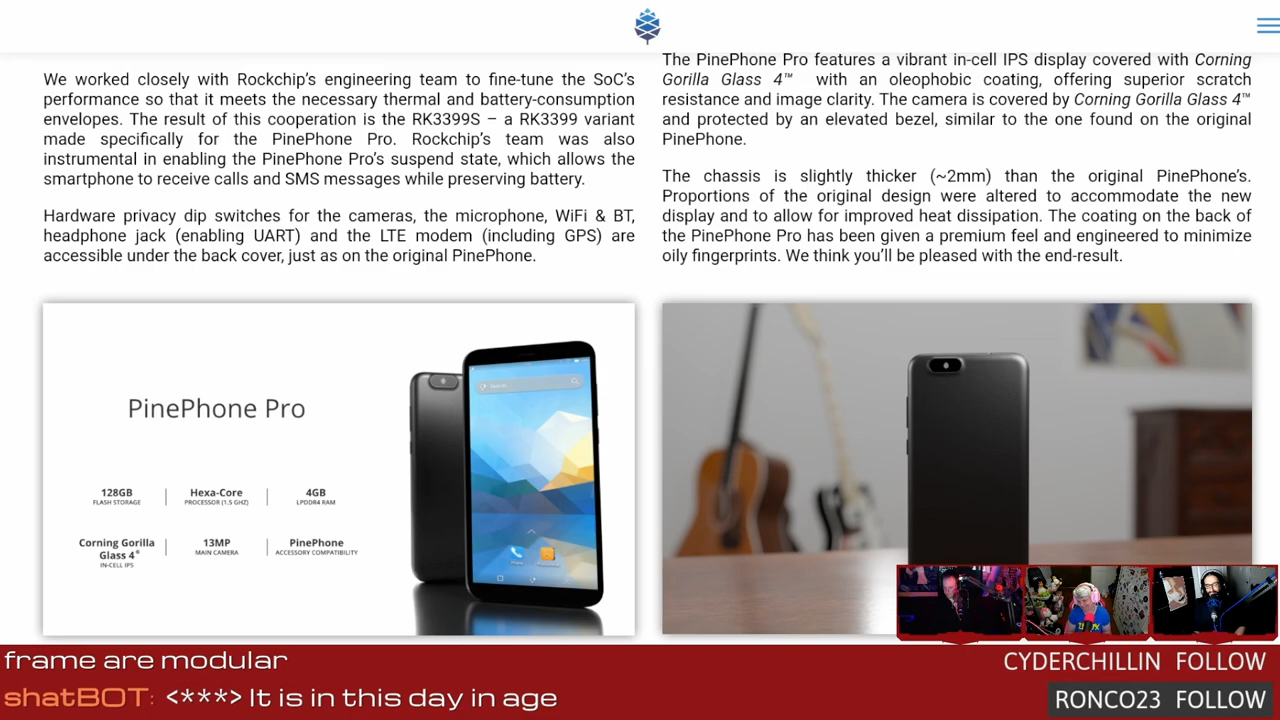 We worked closely with Rockchip's engineering team to fine-tune the SoC's
performance so that it meets the necessary thermal and battery-consumption
envelopes. The result of this cooperation is the RK3399S – a RK3399 variant
made specifically for the PinePhone Pro. Rockchip's team was also
instrumental in enabling the PinePhone Pro's suspend state, which allows the
smartphone to receive calls and SMS messages while preserving battery.
Hardware privacy dip switches for the cameras, the microphone, WiFi & BT,
headphone jack (enabling UART) and the LTE modem (including GPS) are
accessible under the back cover, just as on the original PinePhone.
The PinePhone Pro features a vibrant in-cell IPS display covered with Corning
Gorilla Glass 4™ with an oleophobic coating, offering superior scratch
resistance and image clarity. The camera is covered by Corning Gorilla Glass 4™
and protected by an elevated bezel, similar to the one found on the original
PinePhone.
The chassis is slightly thicker (~2mm) than the original PinePhone's.
Proportions of the original design were altered to accommodate the new
display and to allow for improved heat dissipation. The coating on the back of
the PinePhone Pro has been given a premium feel and engineered to minimize
oily fingerprints. We think you'll be pleased with the end-result.
PinePhone Pro
128GB
FLASH STORAGE
Hexa-Core
PROCESSOR (1.5 GHZ)
4GB
LPDDR4 RAM
Corning Gorilla
Glass 4®
IN-CELL IPS
13MP
MAIN CAMERA
PinePhone
ACCESSORY COMPATIBILITY
Search...
Phone
frame are modular
shatBOT: <***> It is in this day in age
CYDERCHILLIN FOLLOW
RONCO23 FOLLOW